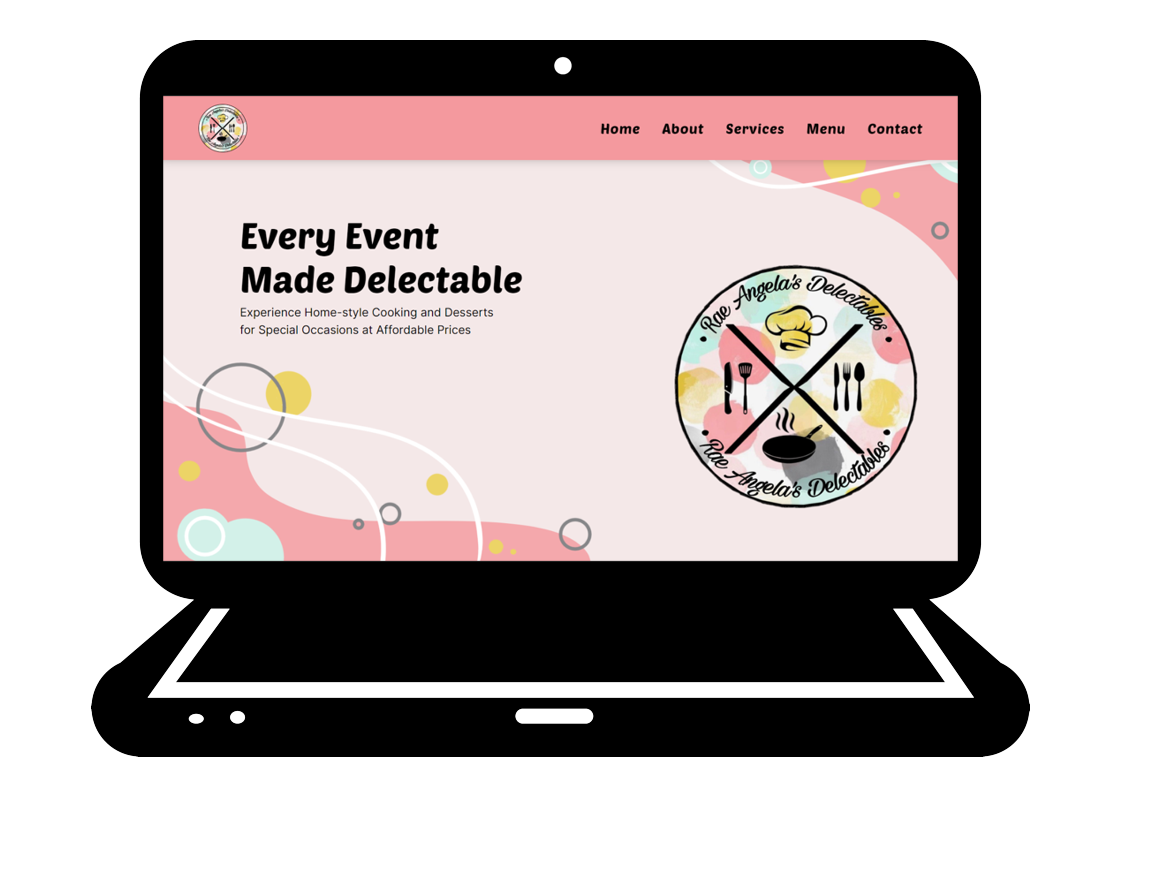 Home About Services Menu Contact
Every Event
Made Delectable
Experience Home-style Cooking and Desserts
for Special Occasions at Affordable Prices
Rae Angela's Delectables
Rae Angela's Delectables